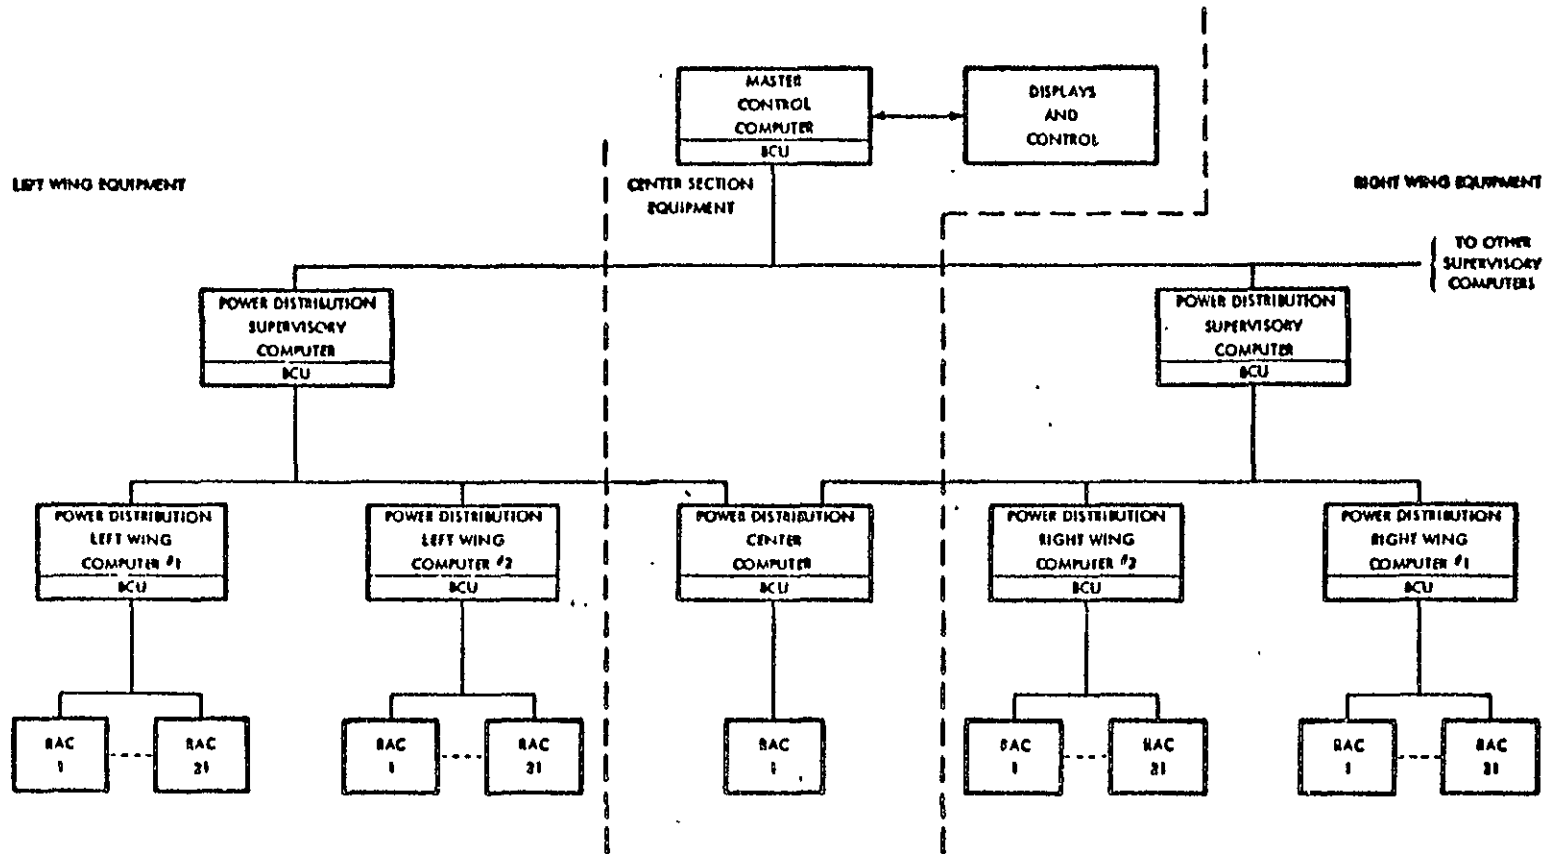 MASTER
CONTROL
COMPUTER
BCU
DISPLAYS
AND
CONTROL
LEFT WING EQUIPMENT
CENTER SECTION
EQUIPMENT
RIGHT WING EQUIPMENT
TO OTHER
SUPERVISORY
COMPUTERS
POWER DISTRIBUTION
SUPERVISORY
COMPUTER
BCU
POWER DISTRIBUTION
SUPERVISORY
COMPUTER
BCU
POWER DISTRIBUTION
LEFT WING
COMPUTER #1
BCU
POWER DISTRIBUTION
LEFT WING
COMPUTER #2
BCU
POWER DISTRIBUTION
CENTER
COMPUTER
BCU
POWER DISTRIBUTION
RIGHT WING
COMPUTER #2
BCU
POWER DISTRIBUTION
RIGHT WING
COMPUTER #1
BCU
RAC
1
RAC
21
RAC
1
RAC
21
RAC
1
RAC
1
RAC
21
RAC
1
RAC
21